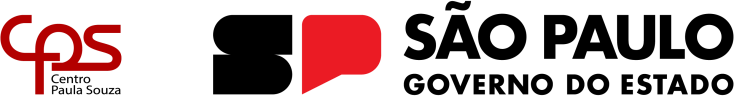 CPS
Centro
Paula Souza
SP
SÃO PAULO
GOVERNO DO ESTADO